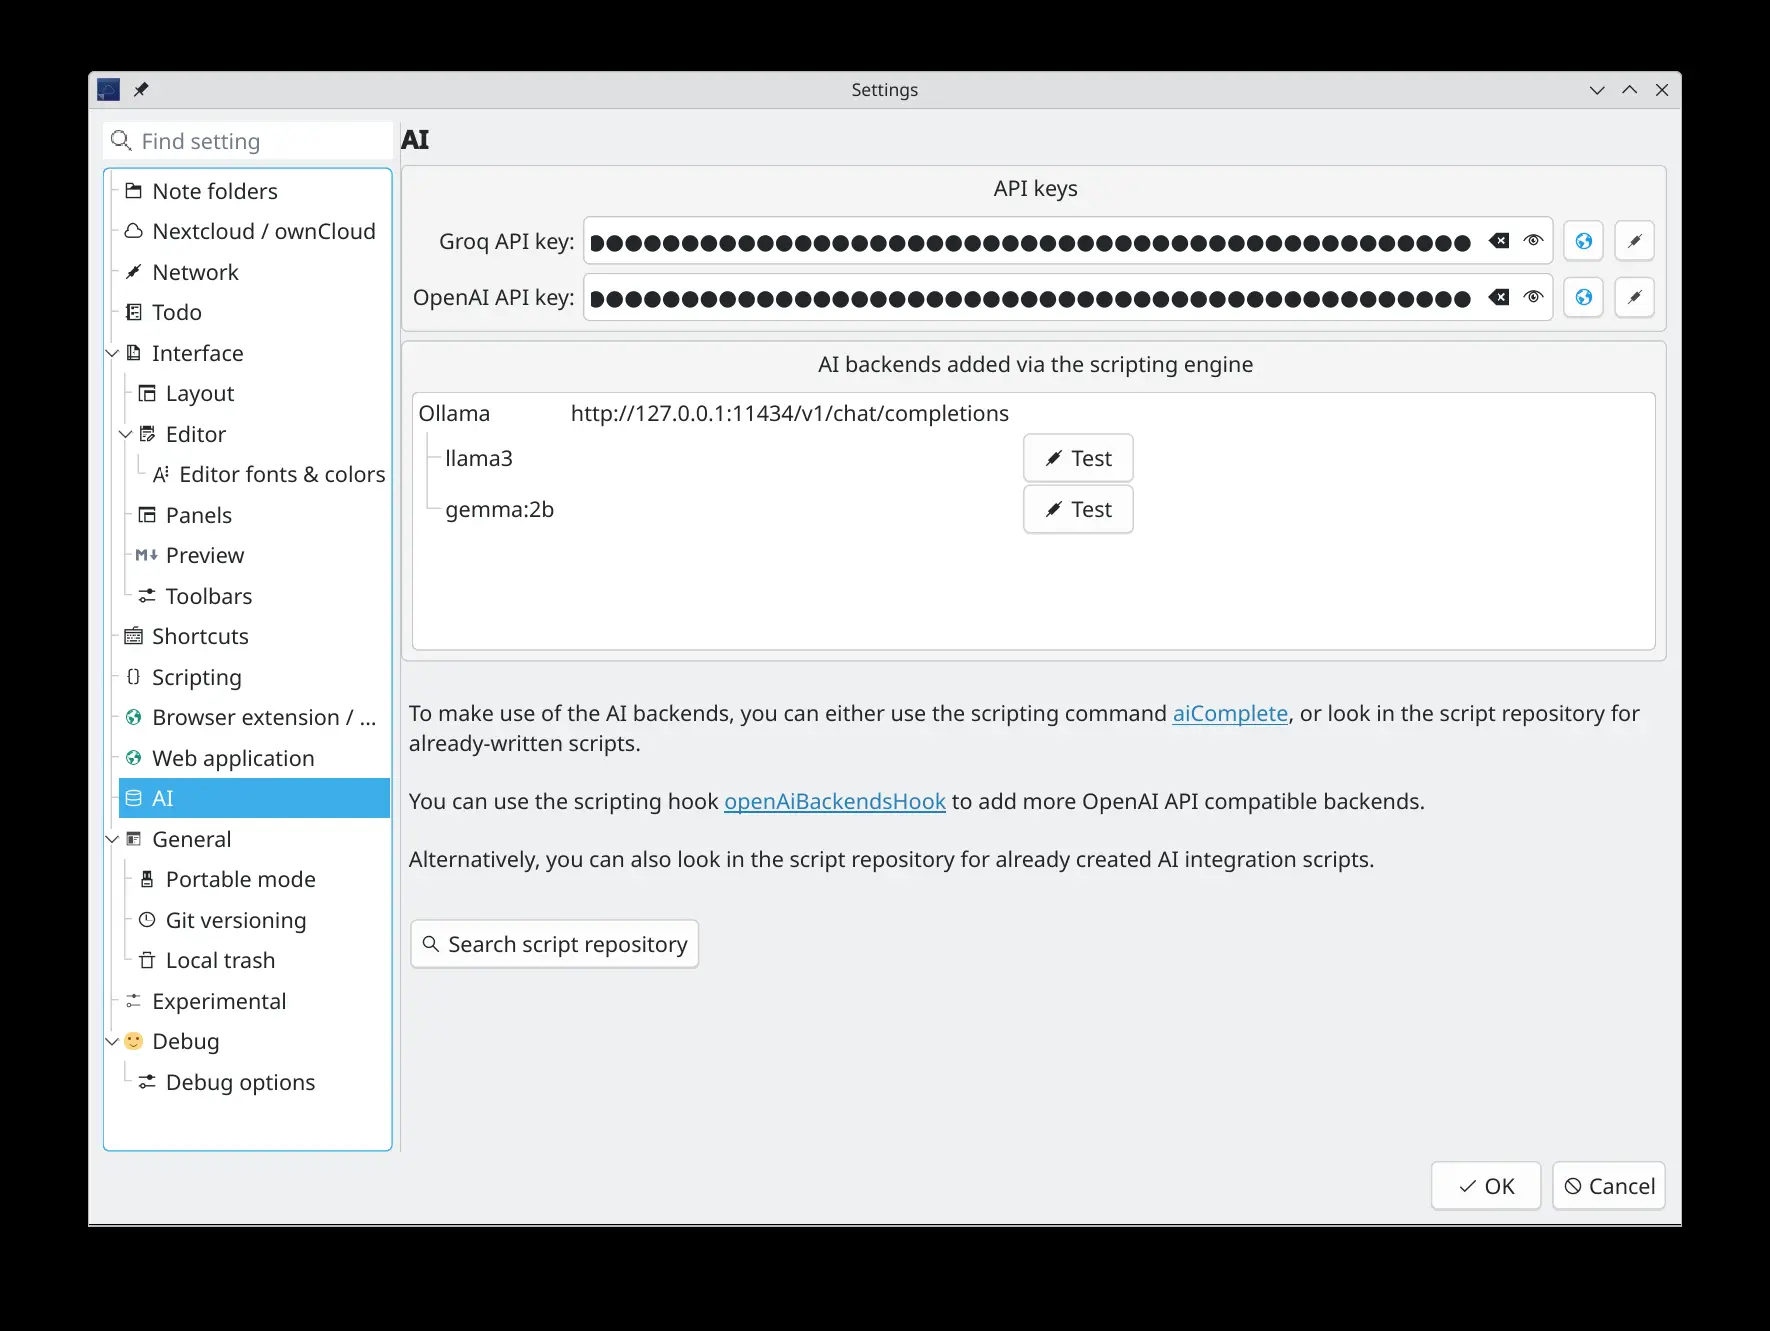 Settings
Find setting
Note folders
Nextcloud / ownCloud
Network
Todo
Interface
Layout
Editor
Editor fonts & colors
Panels
Preview
Toolbars
Shortcuts
Scripting
Browser extension / ...
Web application
AI
General
Portable mode
Git versioning
Local trash
Experimental
Debug
Debug options
AI
API keys
Groq API key:
OpenAI API key:
AI backends added via the scripting engine
Ollama http://127.0.0.1:11434/v1/chat/completions
llama3 Test
gemma:2b Test
To make use of the AI backends, you can either use the scripting command aiComplete, or look in the script repository for
already-written scripts.
You can use the scripting hook openAiBackendsHook to add more OpenAI API compatible backends.
Alternatively, you can also look in the script repository for already created AI integration scripts.
Search script repository
OK Cancel